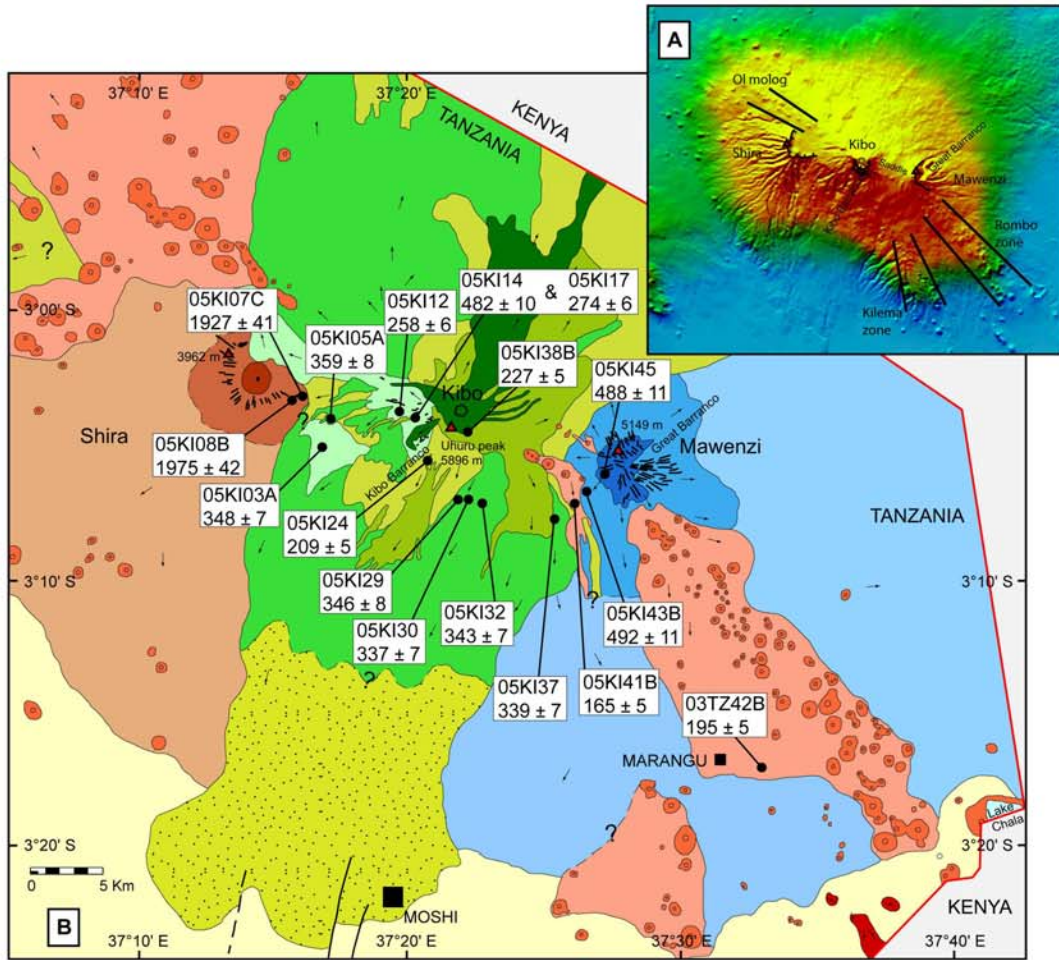 A
Ol molog
Shira
Kibo
Saddle
Great Barranco
Mawenzi
Rombo
zone
Kilema
zone
37°10' E
37°20' E
KENYA
TANZANIA
3°00' S
05KI07C
1927 ± 41
3962 m
05KI05A
359 ± 8
05KI12
258 ± 6
05KI14
482 ± 10
&
05KI17
274 ± 6
05KI38B
227 ± 5
05KI45
488 ± 11
?
Kibo
Uhuru peak
5896 m
5149 m
Great Barranco
Mawenzi
Shira
?
05KI08B
1975 ± 42
05KI03A
348 ± 7
Kibo Barranco
05KI24
209 ± 5
TANZANIA
3°10' S
3°10' S
05KI29
346 ± 8
05KI30
337 ± 7
05KI32
343 ± 7
05KI37
339 ± 7
?
05KI43B
492 ± 11
05KI41B
165 ± 5
03TZ42B
195 ± 5
?
MARANGU
Lake
Chala
3°20' S
3°20' S
?
0 5 Km
MOSHI
B
KENYA
37°10' E
37°20' E
37°30' E
37°40' E